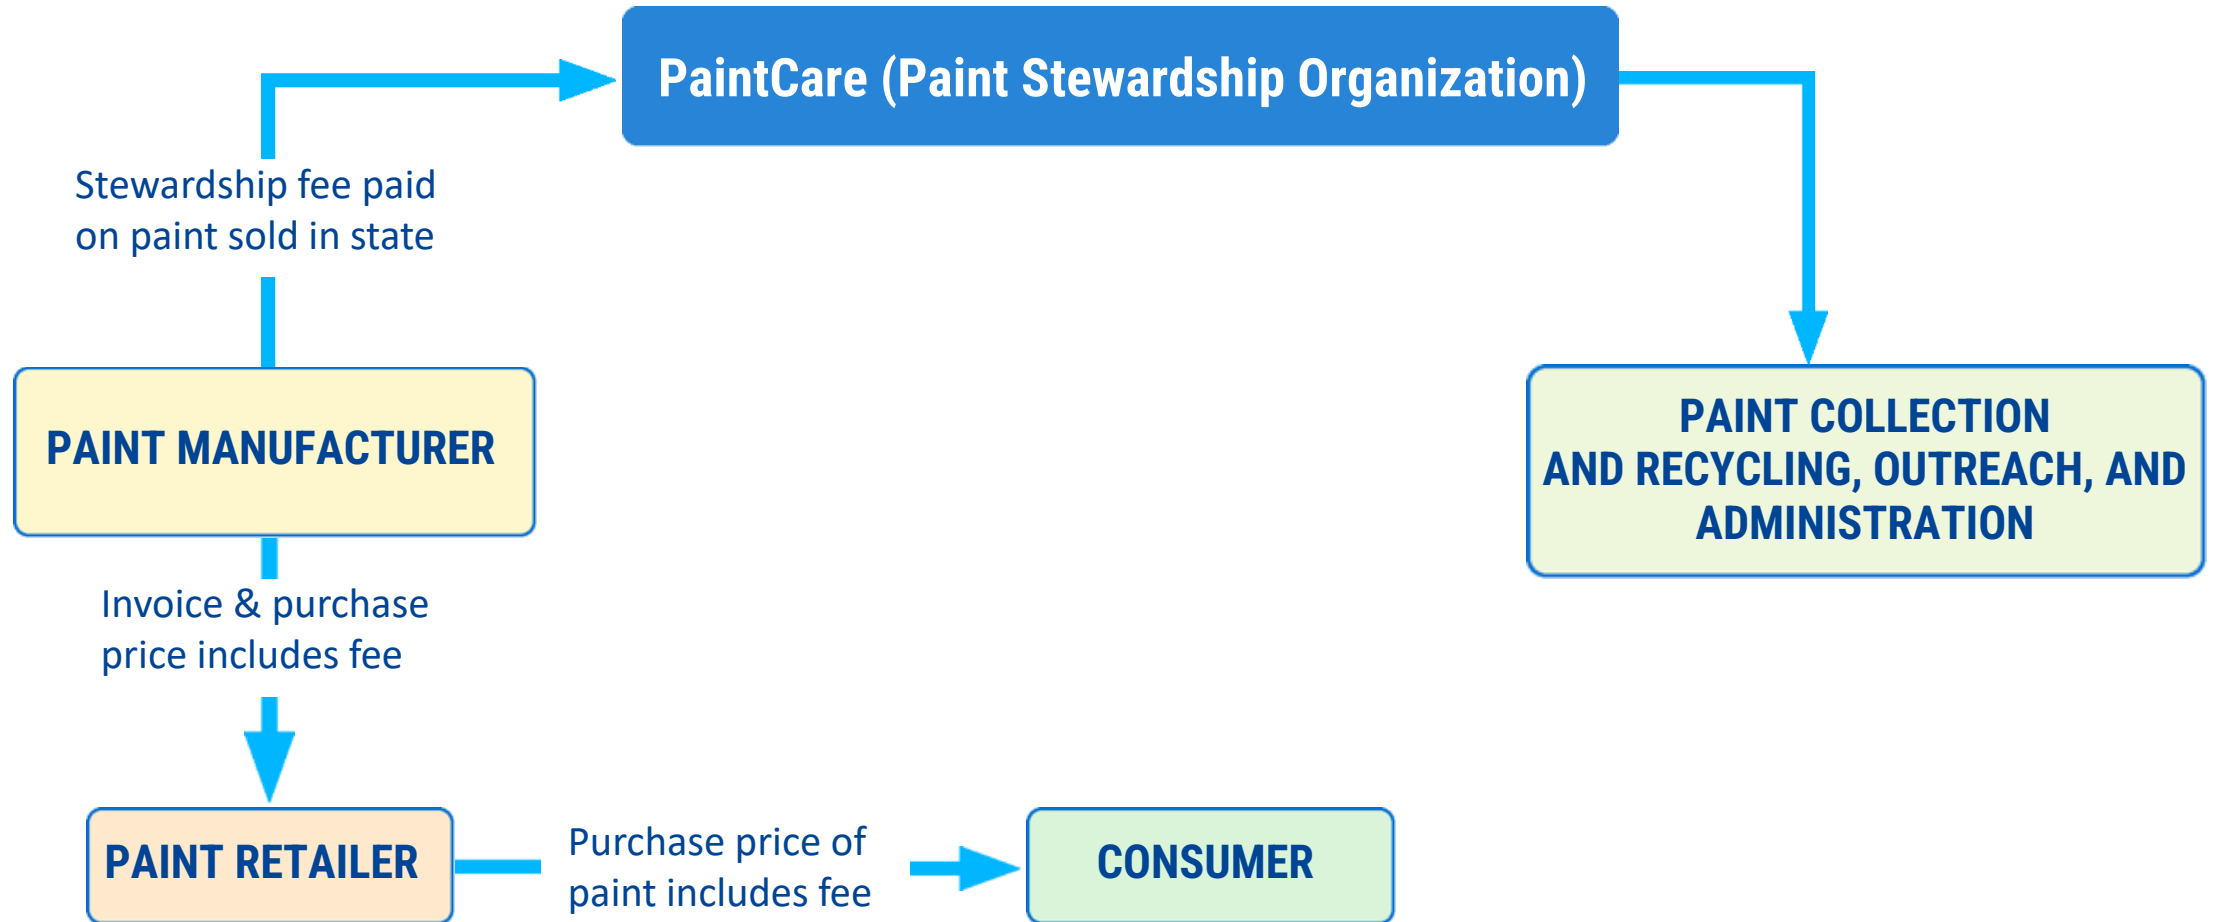 PaintCare (Paint Stewardship Organization)
Stewardship fee paid
on paint sold in state
PAINT MANUFACTURER
PAINT COLLECTION
AND RECYCLING, OUTREACH, AND
ADMINISTRATION
Invoice & purchase
price includes fee
PAINT RETAILER
Purchase price of
paint includes fee
CONSUMER